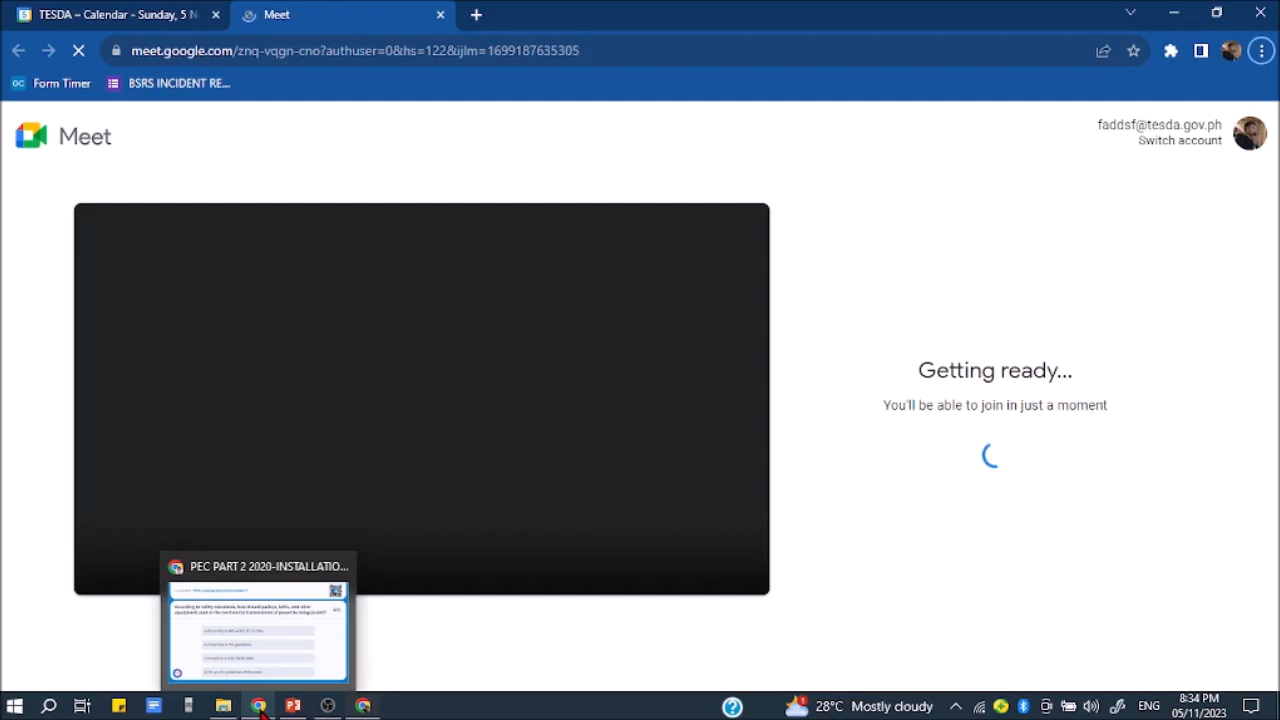 TESDA – Calendar - Sunday, 5 N
Meet
meet.google.com/znq-vqgn-cno?authuser=0&hs=122&ijlm=1699187635305
Form Timer
BSRS INCIDENT RE...
Meet
faddsf@tesda.gov.ph
Switch account
Getting ready...
You'll be able to join in just a moment
PEC PART 2 2020-INSTALLATIO...
28°C Mostly cloudy
ENG
8:34 PM
05/11/2023